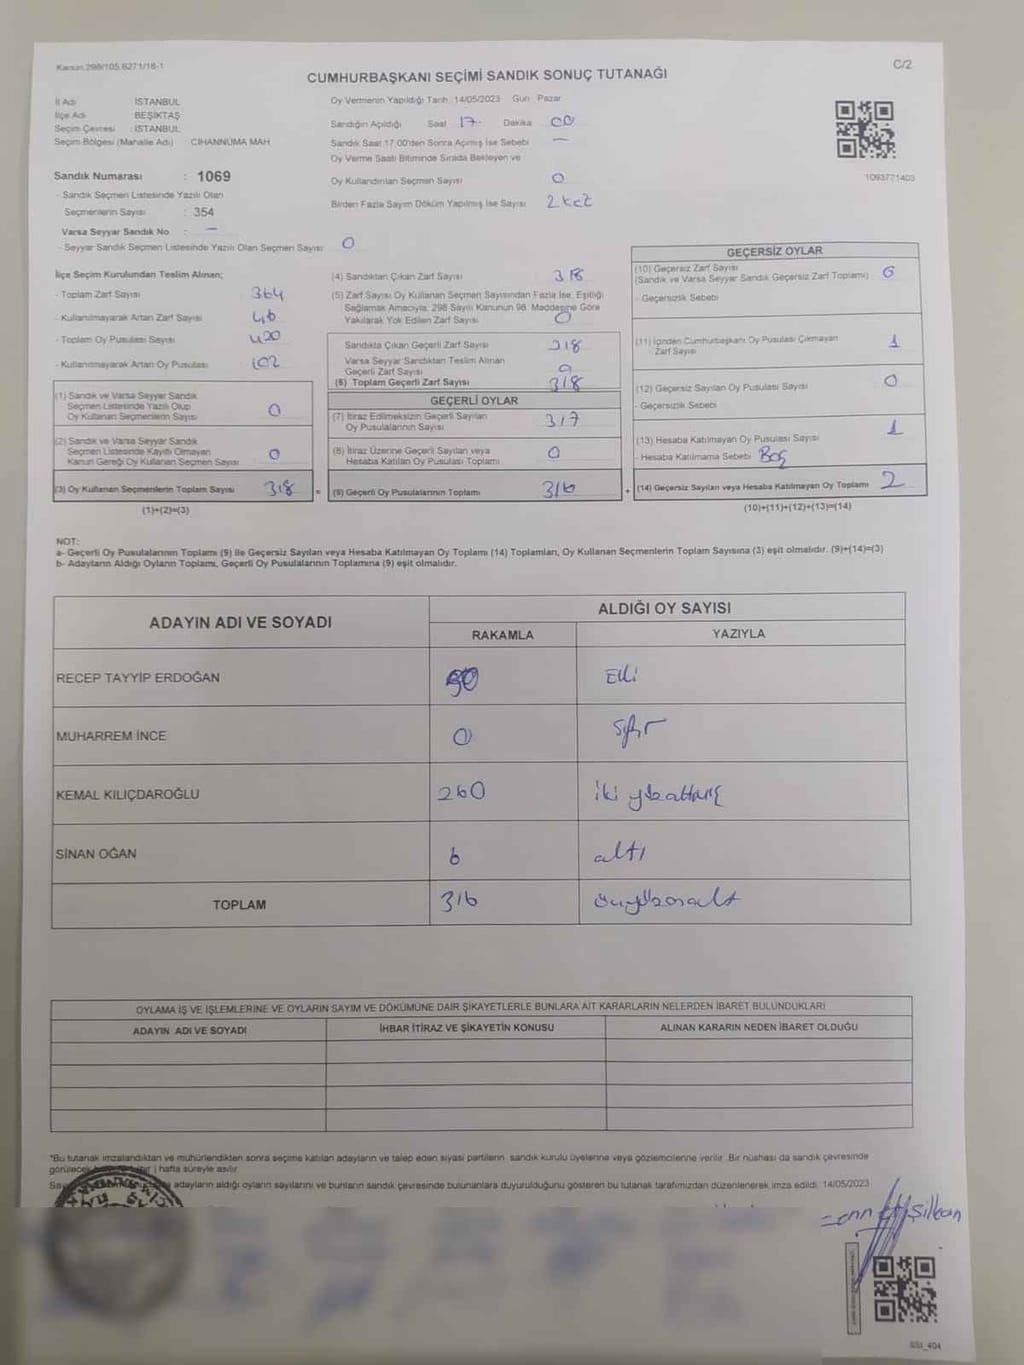 Kanun:298/105.6271/18-1
C/2
CUMHURBAŞKANI SEÇİMİ SANDIK SONUÇ TUTANAĞI
İl Adı İSTANBUL
İlçe Adı BEŞİKTAŞ
Seçim Çevresi : İSTANBUL
Seçim Bölgesi (Mahalle Adı) CİHANNÜMA MAH
Sandık Numarası : 1069
- Sandık Seçmen Listesinde Yazılı Olan
Seçmenlerin Sayısı : 354
Varsa Seyyar Sandık No : —
- Seyyar Sandık Seçmen Listesinde Yazılı Olan Seçmen Sayısı: 0
Oy Vermenin Yapıldığı Tarih 14/05/2023 Gün Pazar
Sandığın Açıldığı Saat 17 Dakika 00
Sandık Saat 17.00'den Sonra Açılmış İse Sebebi —
Oy Verme Saati Bitiminde Sırada Bekleyen ve
Oy Kullandırılan Seçmen Sayısı 0
Birden Fazla Sayım Döküm Yapılmış İse Sayısı 2 kez
1093771403
İlçe Seçim Kurulundan Teslim Alınan;
- Toplam Zarf Sayısı 364
- Kullanılmayarak Artan Zarf Sayısı 46
- Toplam Oy Pusulası Sayısı 420
- Kullanılmayarak Artan Oy Pusulası 102
(1) Sandık ve Varsa Seyyar Sandık
Seçmen Listesinde Yazılı Olup
Oy Kullanan Seçmenlerin Sayısı 0
(2) Sandık ve Varsa Seyyar Sandık
Seçmen Listesinde Kayıtlı Olmayan
Kanun Gereği Oy Kullanan Seçmen Sayısı 0
(3) Oy Kullanan Seçmenlerin Toplam Sayısı 318
(1)+(2)=(3)
(4) Sandıktan Çıkan Zarf Sayısı 318
(5) Zarf Sayısı Oy Kullanan Seçmen Sayısından Fazla İse, Eşitliği
Sağlamak Amacıyla, 298 Sayılı Kanunun 98. Maddesine Göre
Yakılarak Yok Edilen Zarf Sayısı 0
Sandıkta Çıkan Geçerli Zarf Sayısı 318
Varsa Seyyar Sandıktan Teslim Alınan
Geçerli Zarf Sayısı 0
(6) Toplam Geçerli Zarf Sayısı 318
GEÇERLİ OYLAR
(7) İtiraz Edilmeksizin Geçerli Sayılan
Oy Pusulalarının Sayısı 317
(8) İtiraz Üzerine Geçerli Sayılan veya
Hesaba Katılan Oy Pusulası Toplamı 0
= (9) Geçerli Oy Pusulalarının Toplamı 316
GEÇERSİZ OYLAR
(10) Geçersiz Zarf Sayısı
(Sandık ve Varsa Seyyar Sandık Geçersiz Zarf Toplamı) 0
- Geçersizlik Sebebi
(11) İçinden Cumhurbaşkanı Oy Pusulası Çıkmayan
Zarf Sayısı 1
(12) Geçersiz Sayılan Oy Pusulası Sayısı 0
- Geçersizlik Sebebi
(13) Hesaba Katılmayan Oy Pusulası Sayısı 1
- Hesaba Katılmama Sebebi Boş
+ (14) Geçersiz Sayılan veya Hesaba Katılmayan Oy Toplamı 2
(10)+(11)+(12)+(13)=(14)
NOT:
a- Geçerli Oy Pusulalarının Toplamı (9) ile Geçersiz Sayılan veya Hesaba Katılmayan Oy Toplamı (14) Toplamları, Oy Kullanan Seçmenlerin Toplam Sayısına (3) eşit olmalıdır. (9)+(14)=(3)
b- Adayların Aldığı Oyların Toplamı, Geçerli Oy Pusulalarının Toplamına (9) eşit olmalıdır.
ADAYIN ADI VE SOYADI ALDIĞI OY SAYISI
RAKAMLA YAZIYLA
RECEP TAYYİP ERDOĞAN 50 Elli
MUHARREM İNCE 0 Sıfır
KEMAL KILIÇDAROĞLU 260 iki yüzaltmış
SİNAN OĞAN 6 altı
TOPLAM 316 üçyüzonaltı
OYLAMA İŞ VE İŞLEMLERİNE VE OYLARIN SAYIM VE DÖKÜMÜNE DAİR ŞİKAYETLERLE BUNLARA AİT KARARLARIN NELERDEN İBARET BULUNDUKLARI
ADAYIN ADI VE SOYADI İHBAR İTİRAZ VE ŞİKAYETİN KONUSU ALINAN KARARIN NEDEN İBARET OLDUĞU
*Bu tutanak imzalandıktan ve mühürlendikten sonra seçime katılan adayların ve talep eden siyasi partilerin sandık kurulu üyelerine veya gözlemcilerine verilir. Bir nüshası da sandık çevresinde
görülecek hafta süreyle asılır.
adayların aldığı oyların sayılarını ve bunların sandık çevresinde bulunanlara duyurulduğunu gösteren bu tutanak tarafımızdan düzenlenerek imza edildi. 14/05/2023